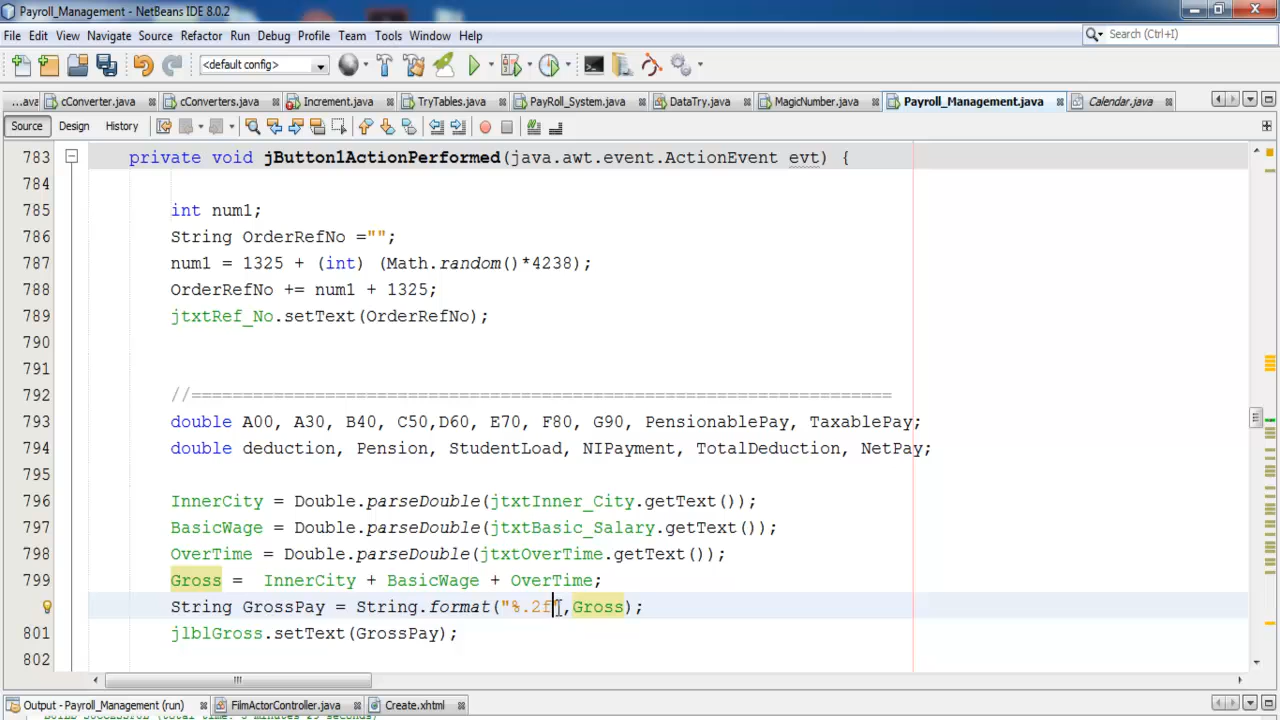 Payroll_Management - NetBeans IDE 8.0.2
File Edit View Navigate Source Refactor Run Debug Profile Team Tools Window Help
Search (Ctrl+I)
<default config>
...ava cConverter.java cConverters.java Increment.java TryTables.java PayRoll_System.java DataTry.java MagicNumber.java Payroll_Management.java Calendar.java
Source Design History
783 private void jButton1ActionPerformed(java.awt.event.ActionEvent evt) {
784
785 int num1;
786 String OrderRefNo ="";
787 num1 = 1325 + (int) (Math.random()*4238);
788 OrderRefNo += num1 + 1325;
789 jtxtRef_No.setText(OrderRefNo);
790
791
792 //====================================================================
793 double A00, A30, B40, C50,D60, E70, F80, G90, PensionablePay, TaxablePay;
794 double deduction, Pension, StudentLoad, NIPayment, TotalDeduction, NetPay;
795
796 InnerCity = Double.parseDouble(jtxtInner_City.getText());
797 BasicWage = Double.parseDouble(jtxtBasic_Salary.getText());
798 OverTime = Double.parseDouble(jtxtOverTime.getText());
799 Gross = InnerCity + BasicWage + OverTime;
String GrossPay = String.format("%.2f",Gross);
801 jlblGross.setText(GrossPay);
802
Output - Payroll_Management (run) FilmActorController.java Create.xhtml